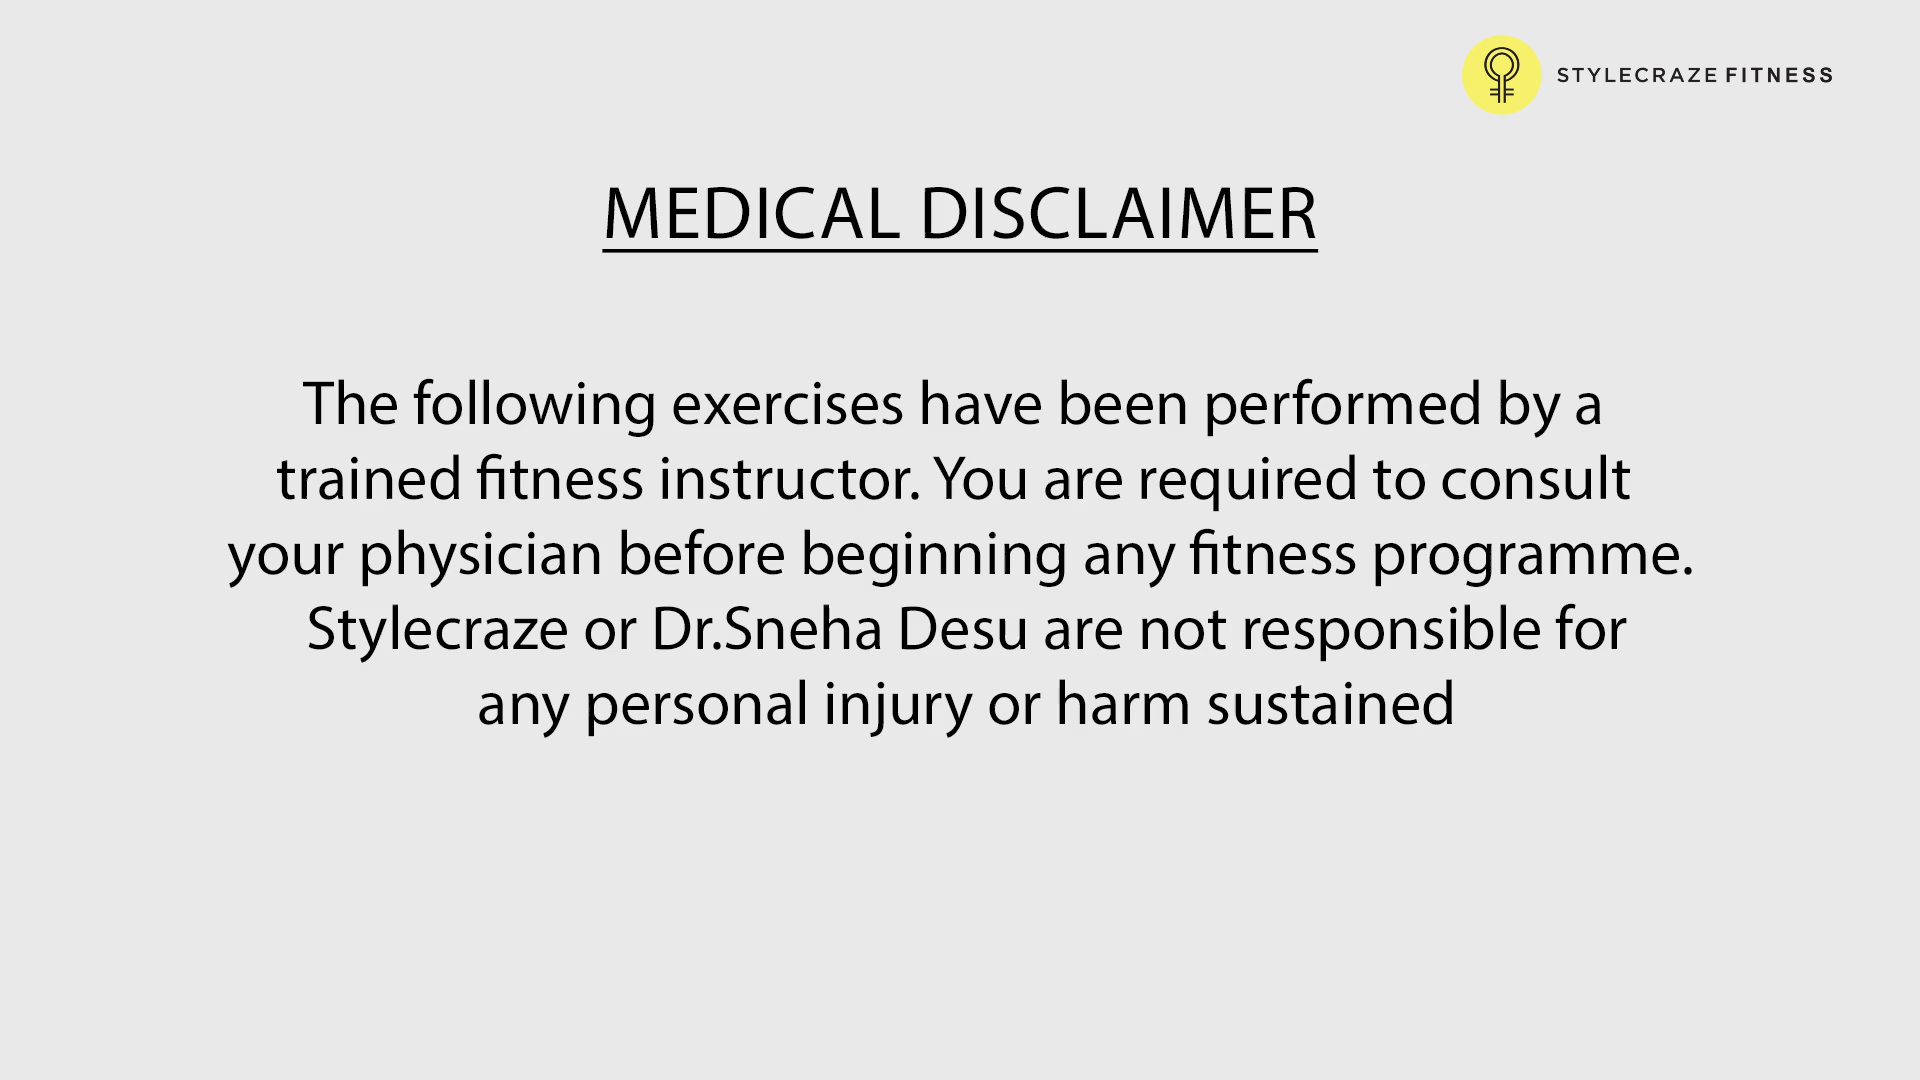 STYLECRAZE FITNESS
MEDICAL DISCLAIMER
The following exercises have been performed by a
trained fitness instructor. You are required to consult
your physician before beginning any fitness programme.
Stylecraze or Dr.Sneha Desu are not responsible for
any personal injury or harm sustained